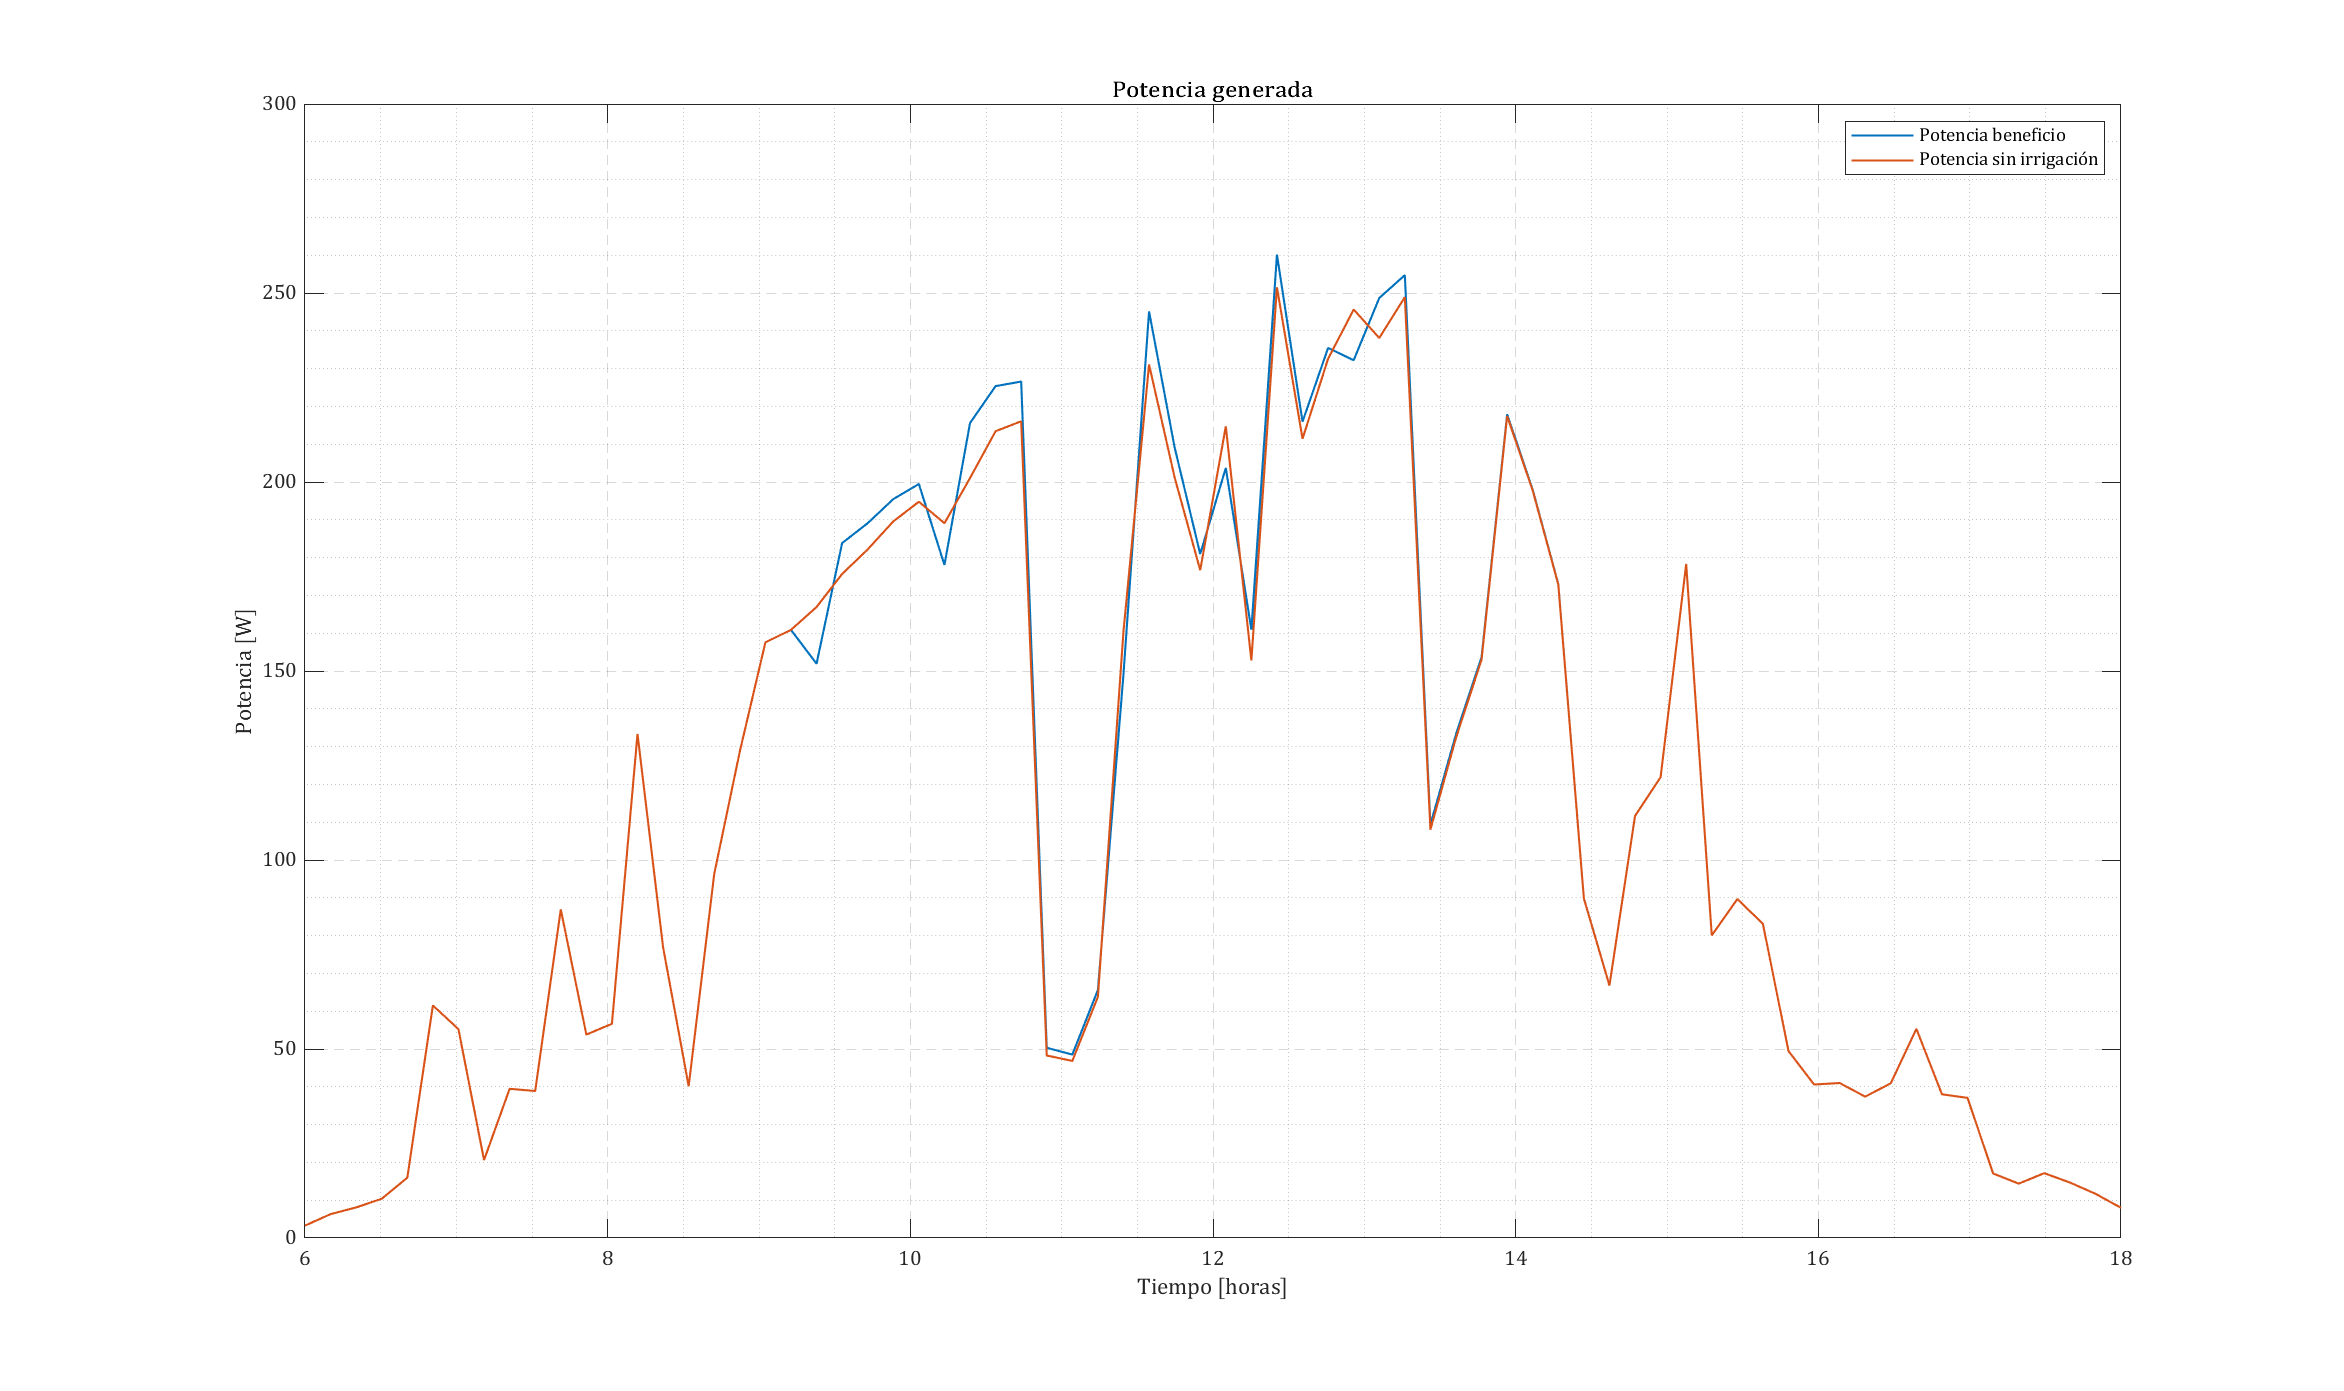 Potencia generada
300
250
200
150
100
50
0
Potencia [W]
6 8 10 12 14 16 18
Tiempo [horas]
Potencia beneficio
Potencia sin irrigación